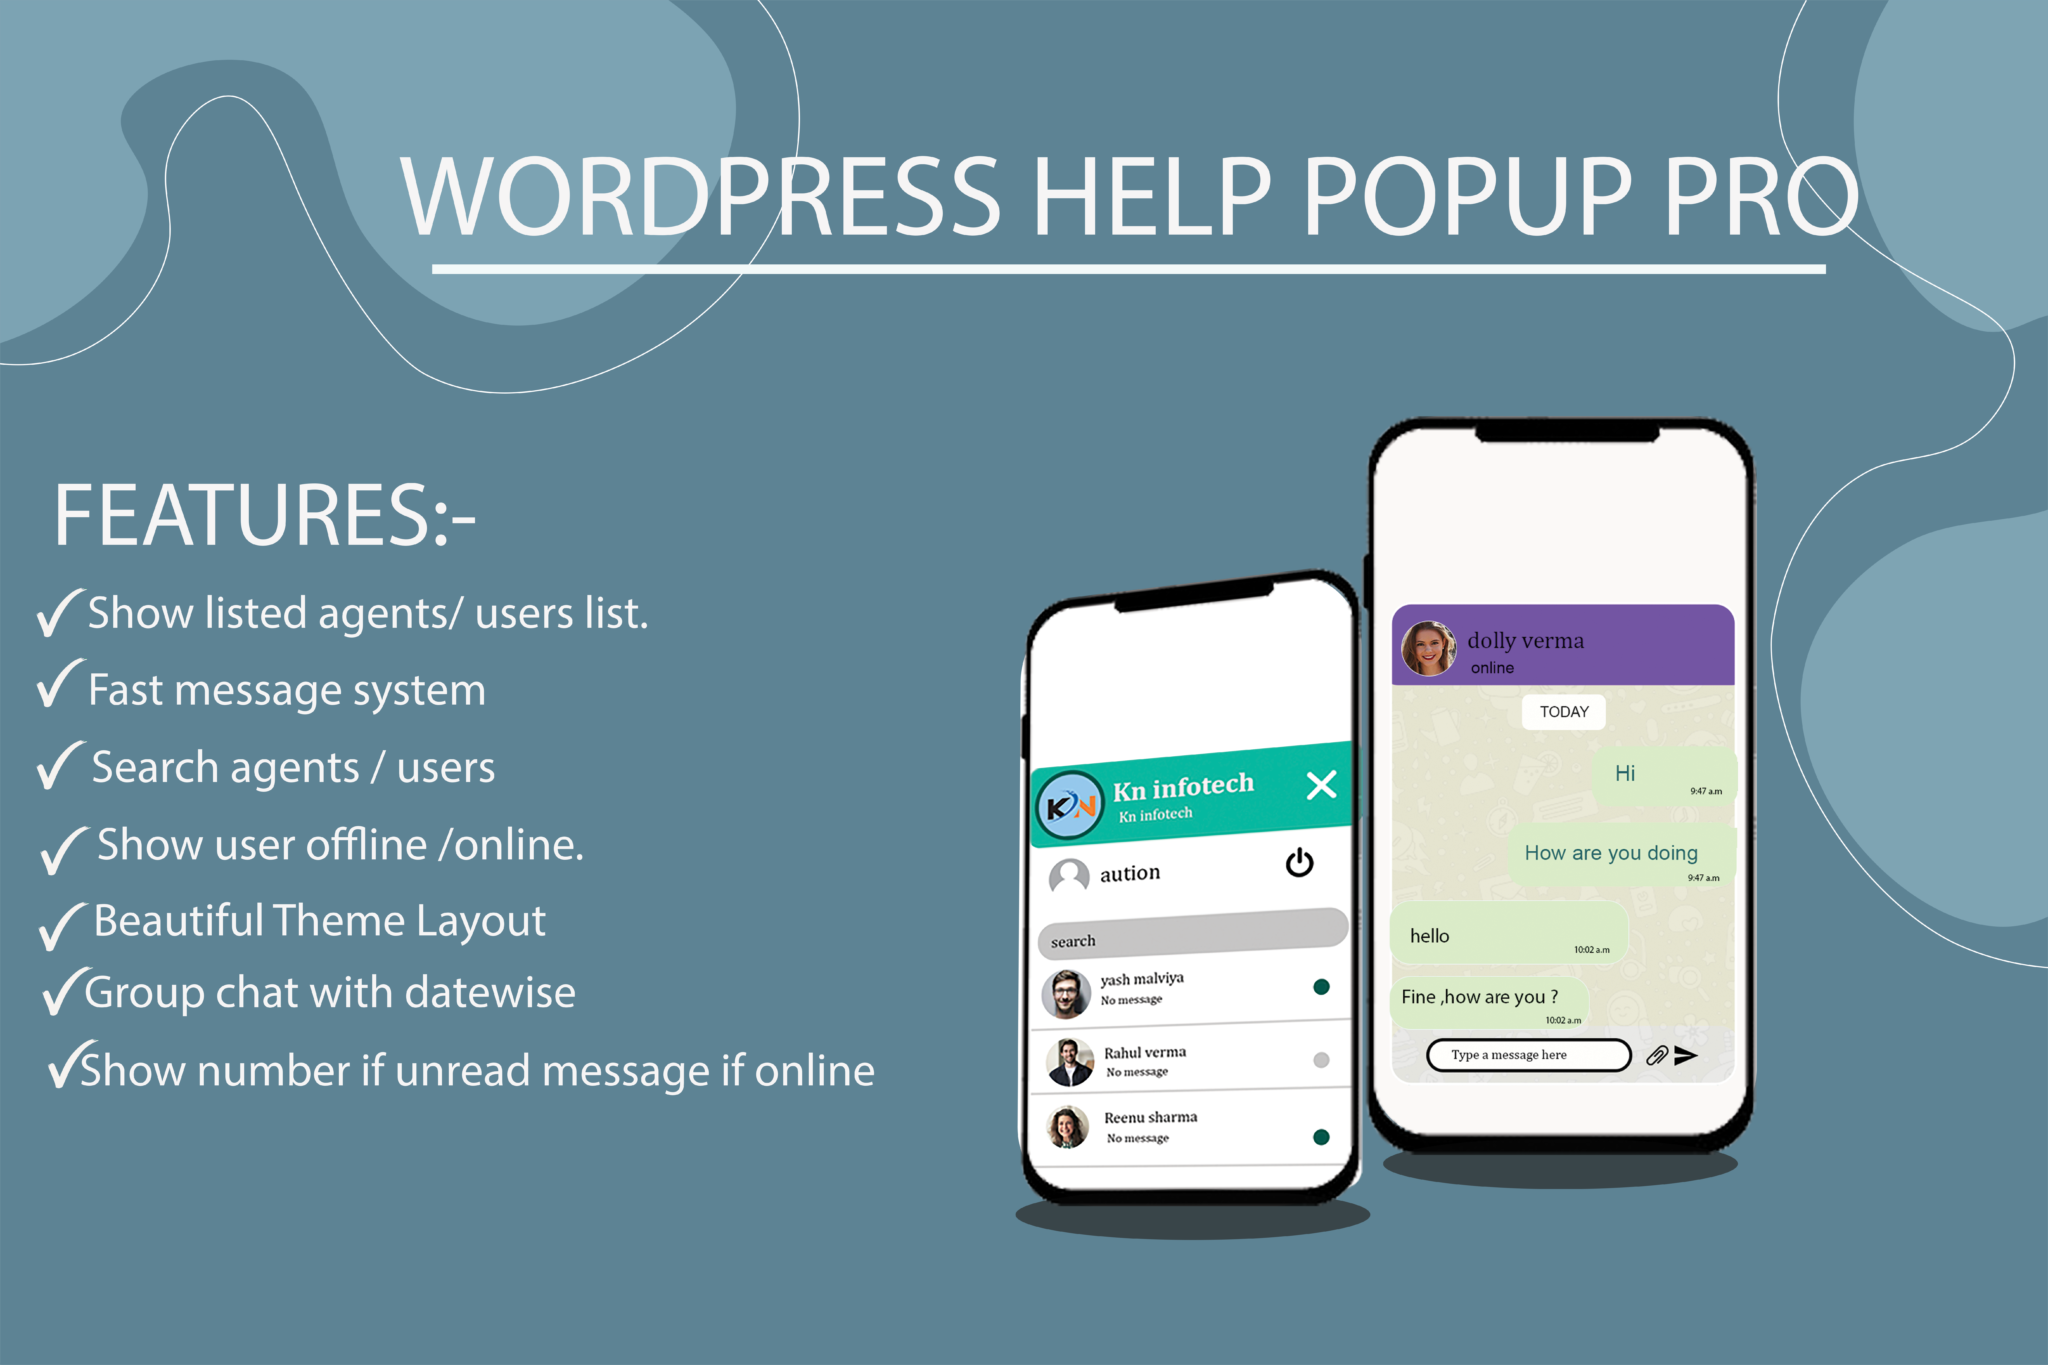 WORDPRESS HELP POPUP PRO
FEATURES:-
Show listed agents/ users list.
Fast message system
Search agents / users
Show user offline /online.
Beautiful Theme Layout
Group chat with datewise
Show number if unread message if online
KN
Kn infotech
Kn infotech
aution
search
yash malviya
No message
Rahul verma
No message
Reenu sharma
No message
dolly verma
online
TODAY
Hi
9:47 a.m
How are you doing
9:47 a.m
hello
10:02 a.m
Fine ,how are you ?
10:02 a.m
Type a message here